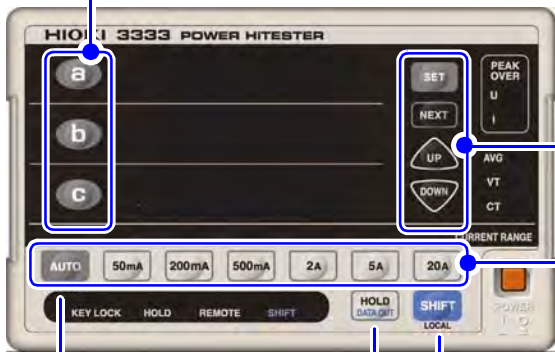 HIOKI 3333 POWER HITESTER
a
b
c
SET
NEXT
UP
DOWN
PEAK
OVER
U
I
AVG
VT
CT
CURRENT RANGE
AUTO
50mA
200mA
500mA
2A
5A
20A
KEY LOCK
HOLD
REMOTE
SHIFT
HOLD
DATA OUT
SHIFT
LOCAL
POWER
I
O